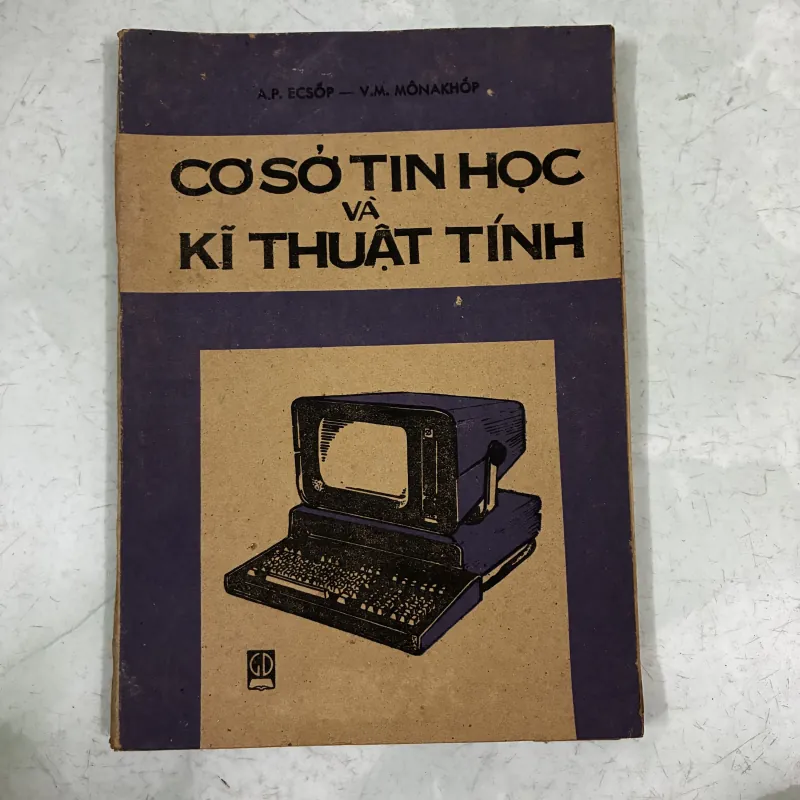 A.P. ECSỐP — V.M. MÔNAKHỐP
CƠ SỞ TIN HỌC
VÀ
KĨ THUẬT TÍNH
GD